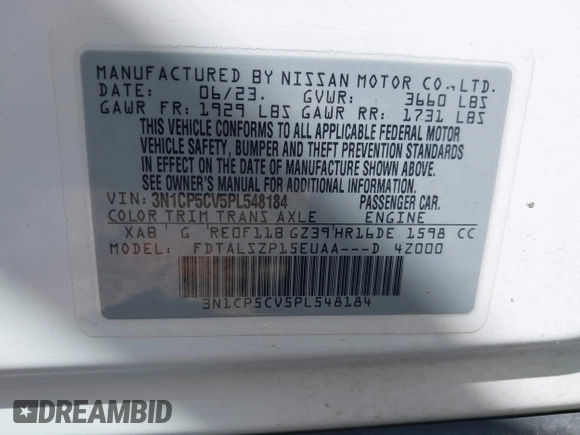 MANUFACTURED BY NISSAN MOTOR CO., LTD.
DATE: 06/23. GVWR: 3660 LBS
GAWR FR: 1929 LBS GAWR RR: 1731 LBS
THIS VEHICLE CONFORMS TO ALL APPLICABLE FEDERAL MOTOR
VEHICLE SAFETY, BUMPER AND THEFT PREVENTION STANDARDS
IN EFFECT ON THE DATE OF MANUFACTURE SHOWN ABOVE.
SEE OWNER'S MANUAL FOR ADDITIONAL INFORMATION.
VIN: 3N1CP5CV5PL548184 PASSENGER CAR.
COLOR TRIM TRANS AXLE ENGINE
XAB G RE0F11B GZ39 HR16DE 1598 CC
MODEL: FDTALSZP15EUAA---D 4Z000
3N1CP5CV5PL548184
DREAMBID